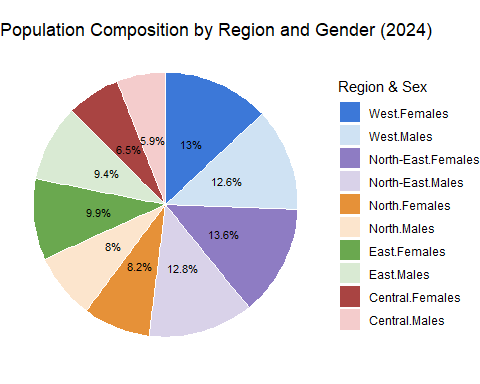 Population Composition by Region and Gender (2024)
Region & Sex
West.Females
West.Males
North-East.Females
North-East.Males
North.Females
North.Males
East.Females
East.Males
Central.Females
Central.Males
13%
12.6%
13.6%
12.8%
8.2%
8%
9.9%
9.4%
6.5%
5.9%